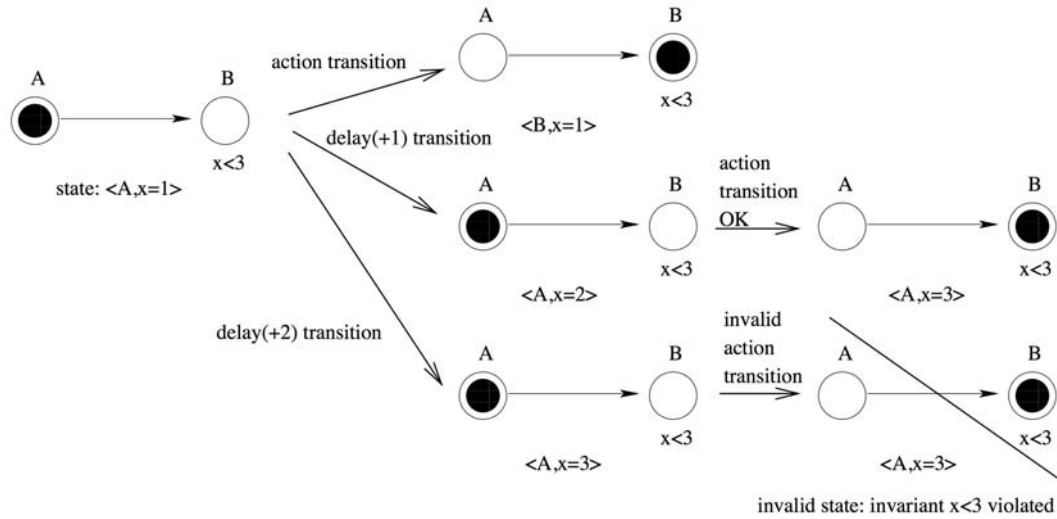 A
B
x<3
state: <A,x=1>
action transition
A
B
x<3
<B,x=1>
delay(+1) transition
A
B
x<3
<A,x=2>
action
transition
OK
A
B
x<3
<A,x=3>
delay(+2) transition
A
B
x<3
<A,x=3>
invalid
action
transition
A
B
x<3
<A,x=3>
invalid state: invariant x<3 violated